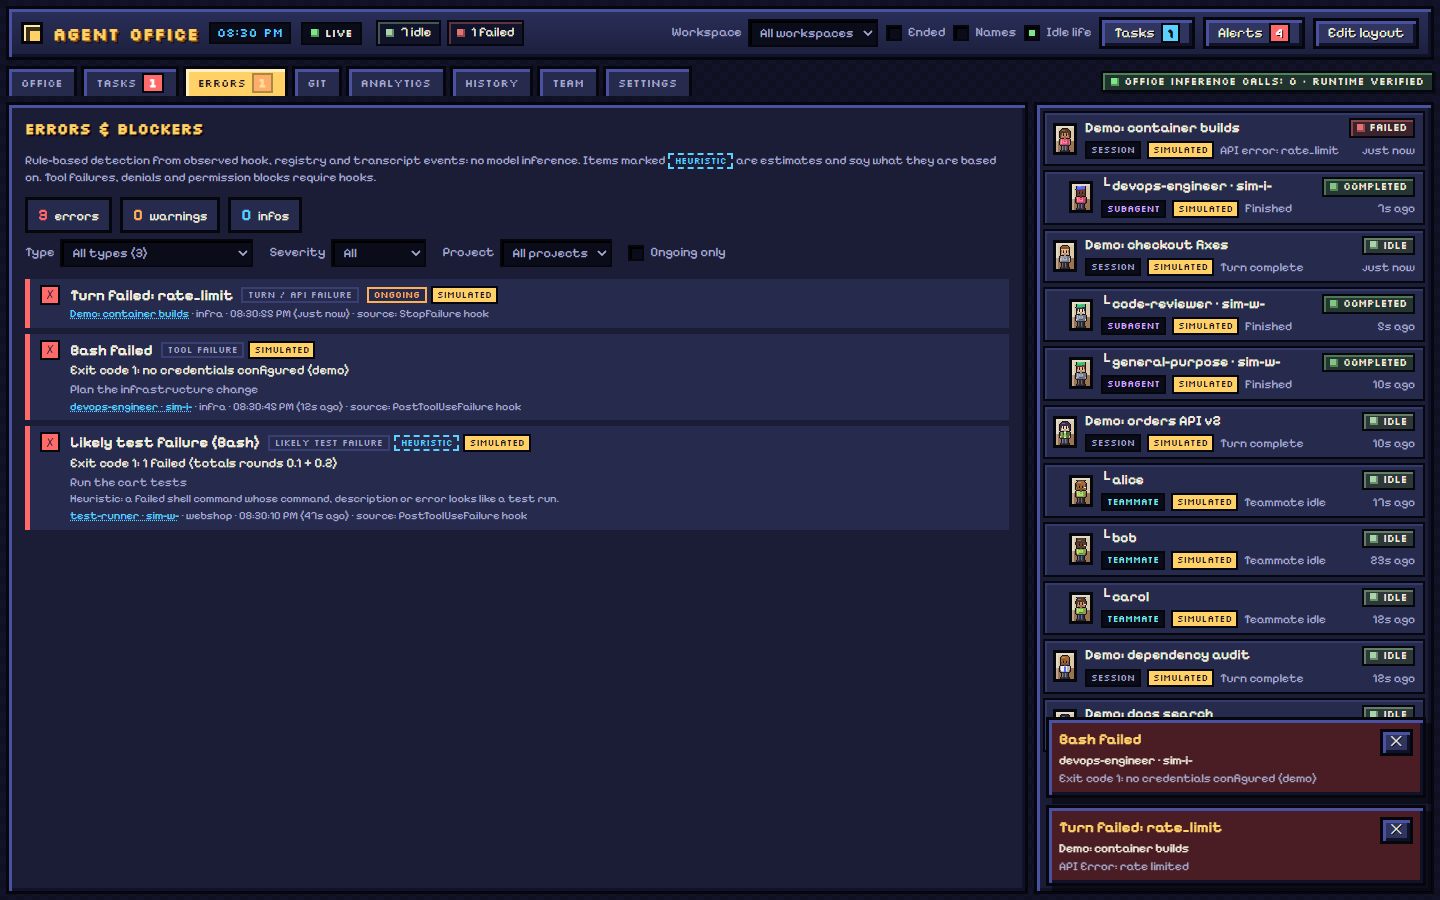 AGENT OFFICE 08:30 PM LIVE 7 idle 1 failed Workspace All workspaces Ended Names Idle life Tasks 1 Alerts 4 Edit layout
OFFICE TASKS 1 ERRORS 1 GIT ANALYTICS HISTORY TEAM SETTINGS OFFICE INFERENCE CALLS: 0 · RUNTIME VERIFIED
ERRORS & BLOCKERS
Rule-based detection from observed hook, registry and transcript events: no model inference. Items marked HEURISTIC are estimates and say what they are based
on. Tool failures, denials and permission blocks require hooks.
3 errors 0 warnings 0 infos
Type All types (3) Severity All Project All projects Ongoing only
X Turn failed: rate_limit TURN / API FAILURE ONGOING SIMULATED
Demo: container builds · infra · 08:30:55 PM (just now) · source: StopFailure hook
X Bash failed TOOL FAILURE SIMULATED
Exit code 1: no credentials configured (demo)
Plan the infrastructure change
devops-engineer · sim-i- · infra · 08:30:45 PM (12s ago) · source: PostToolUseFailure hook
X Likely test failure (Bash) LIKELY TEST FAILURE HEURISTIC SIMULATED
Exit code 1: 1 failed (totals rounds 0.1 + 0.2)
Run the cart tests
Heuristic: a failed shell command whose command, description or error looks like a test run.
test-runner · sim-w- · webshop · 08:30:10 PM (47s ago) · source: PostToolUseFailure hook
Demo: container builds FAILED
SESSION SIMULATED API error: rate_limit just now
devops-engineer · sim-i- COMPLETED
SUBAGENT SIMULATED Finished 7s ago
Demo: checkout fixes IDLE
SESSION SIMULATED Turn complete just now
code-reviewer · sim-w- COMPLETED
SUBAGENT SIMULATED Finished 8s ago
general-purpose · sim-w- COMPLETED
SUBAGENT SIMULATED Finished 10s ago
Demo: orders API v2 IDLE
SESSION SIMULATED Turn complete 10s ago
alice IDLE
TEAMMATE SIMULATED Teammate idle 17s ago
bob IDLE
TEAMMATE SIMULATED Teammate idle 23s ago
carol IDLE
TEAMMATE SIMULATED Teammate idle 12s ago
Demo: dependency audit IDLE
SESSION SIMULATED Turn complete 12s ago
Demo: docs search IDLE
Bash failed
devops-engineer · sim-i-
Exit code 1: no credentials configured (demo)
Turn failed: rate_limit
Demo: container builds
API Error: rate limited